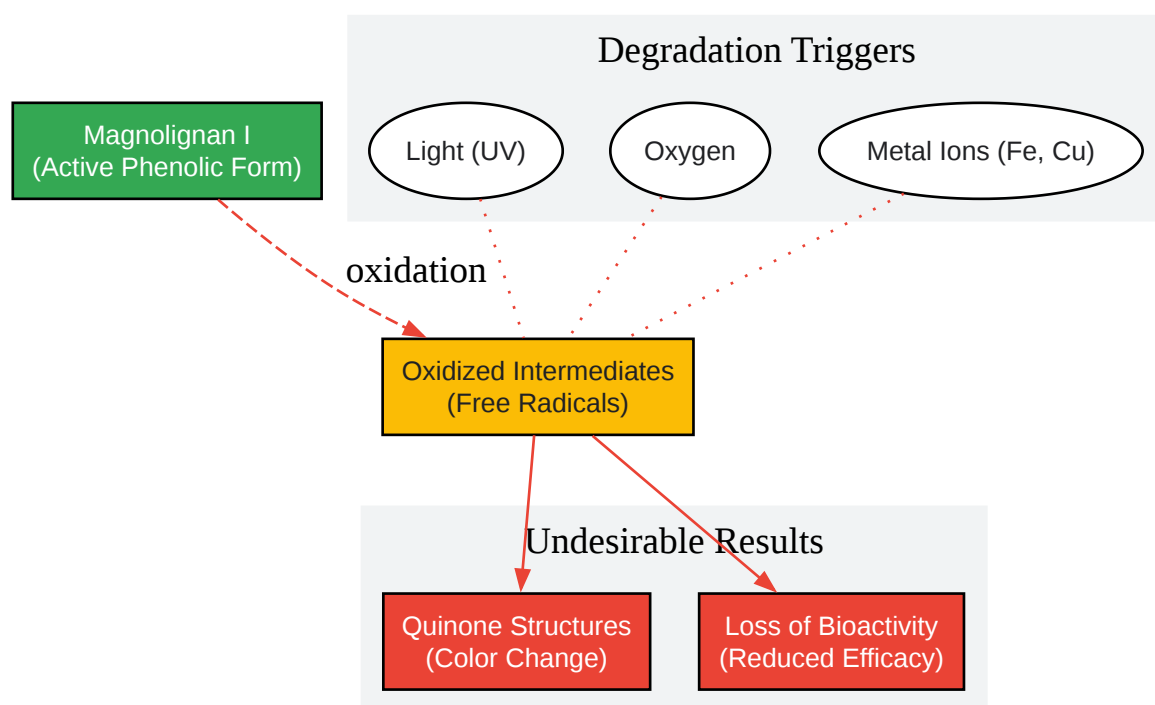 Degradation Triggers
Magnolignan I
(Active Phenolic Form)
Light (UV)
Oxygen
Metal Ions (Fe, Cu)
oxidation
Oxidized Intermediates
(Free Radicals)
Undesirable Results
Quinone Structures
(Color Change)
Loss of Bioactivity
(Reduced Efficacy)